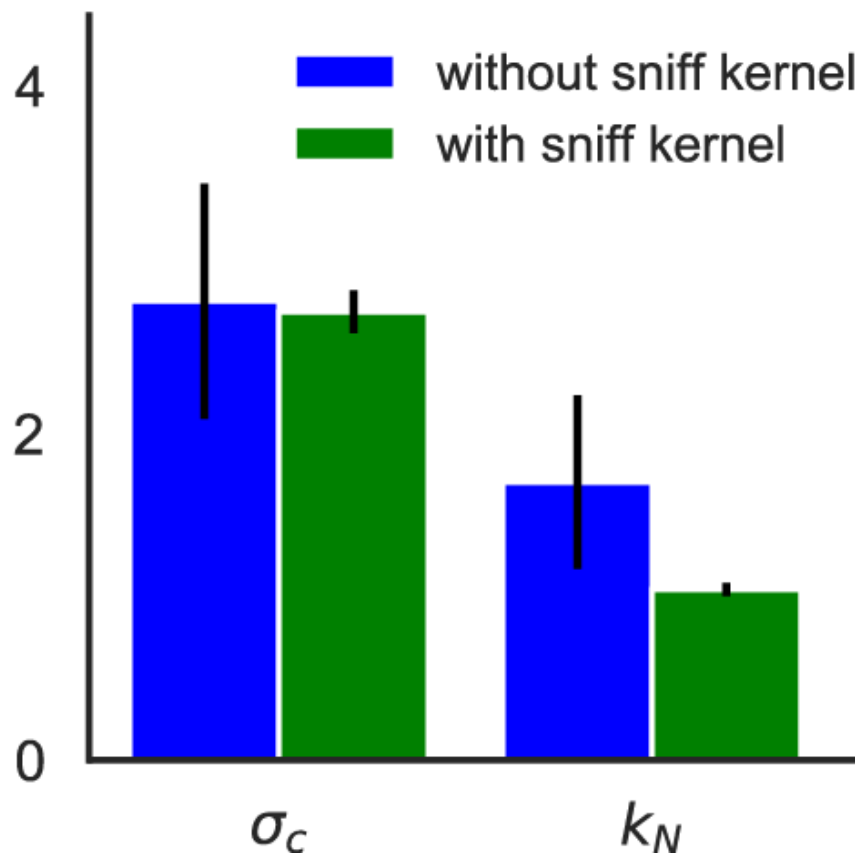 4
without sniff kernel
with sniff kernel
2
0
σc
kN